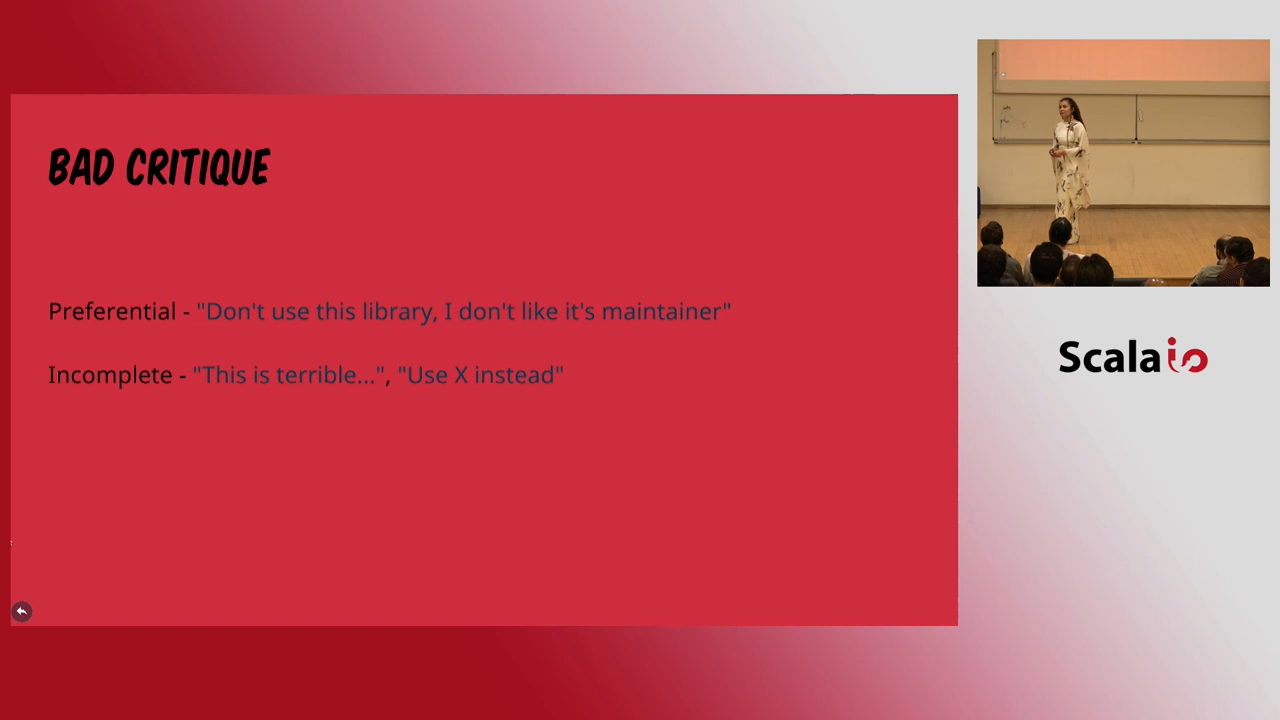 BAD CRITIQUE
Preferential - "Don't use this library, I don't like it's maintainer"
Incomplete - "This is terrible...", "Use X instead"
Scala io